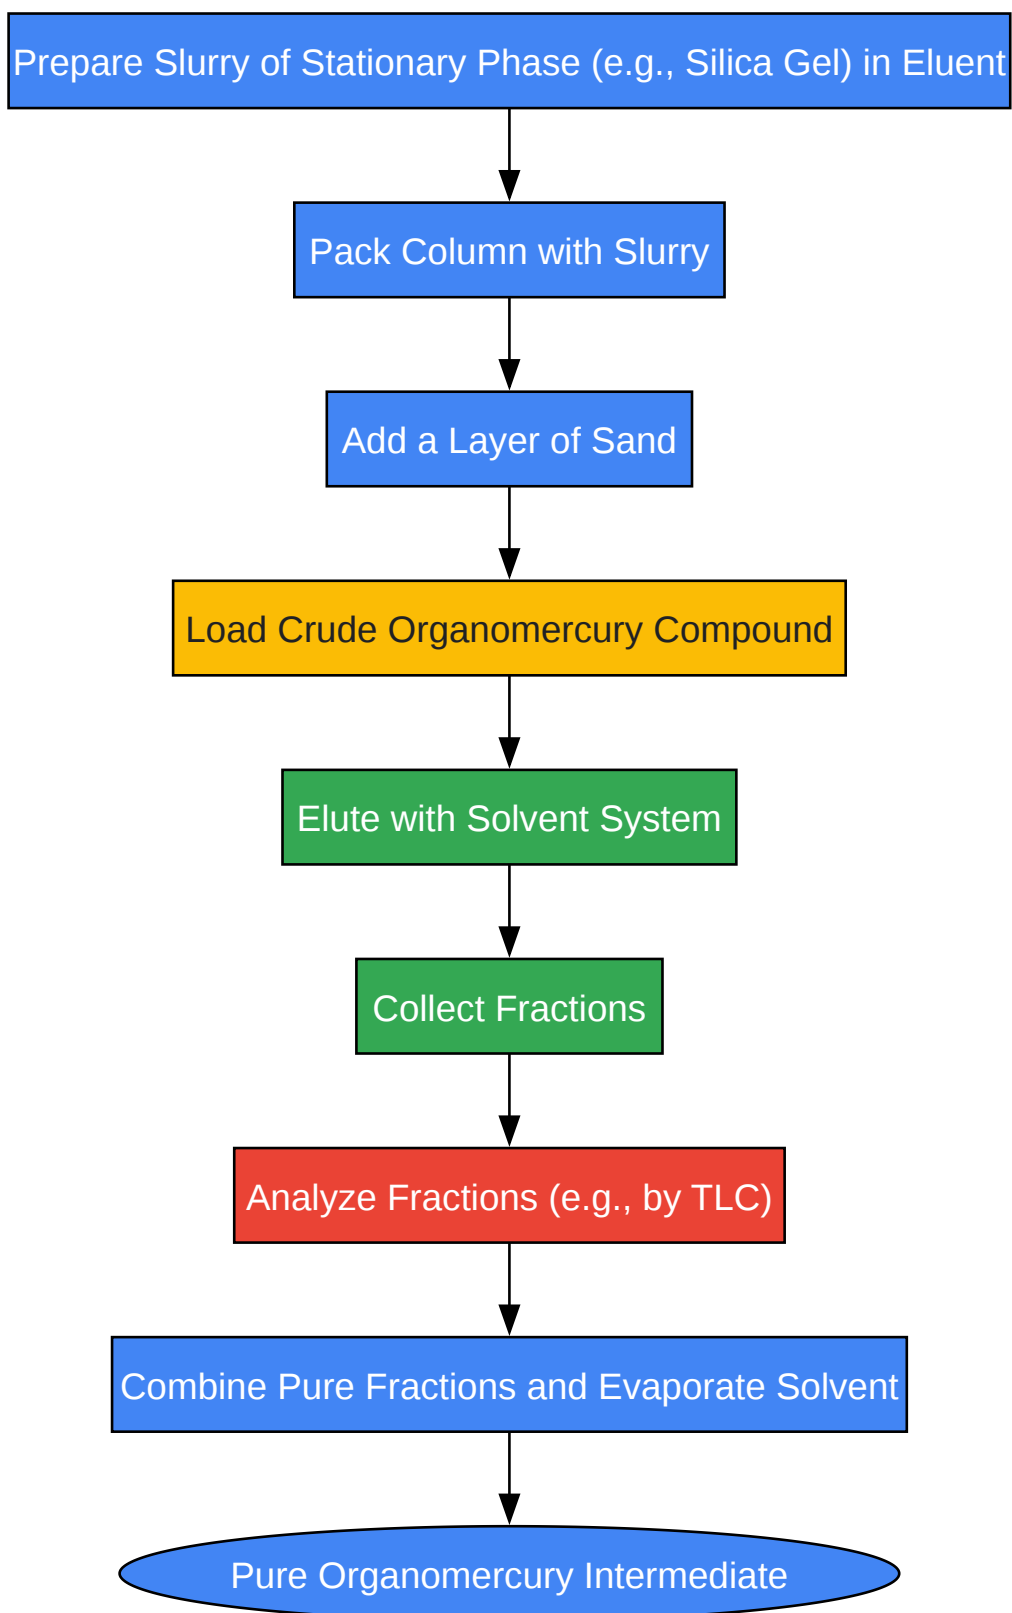 Prepare Slurry of Stationary Phase (e.g., Silica Gel) in Eluent
Pack Column with Slurry
Add a Layer of Sand
Load Crude Organomercury Compound
Elute with Solvent System
Collect Fractions
Analyze Fractions (e.g., by TLC)
Combine Pure Fractions and Evaporate Solvent
Pure Organomercury Intermediate